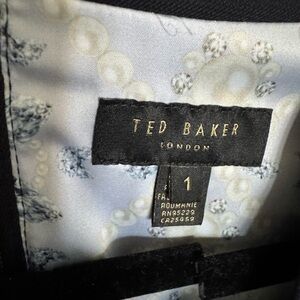 TED BAKER
LONDON
1
ROUMANIE
RN95229
CA25959